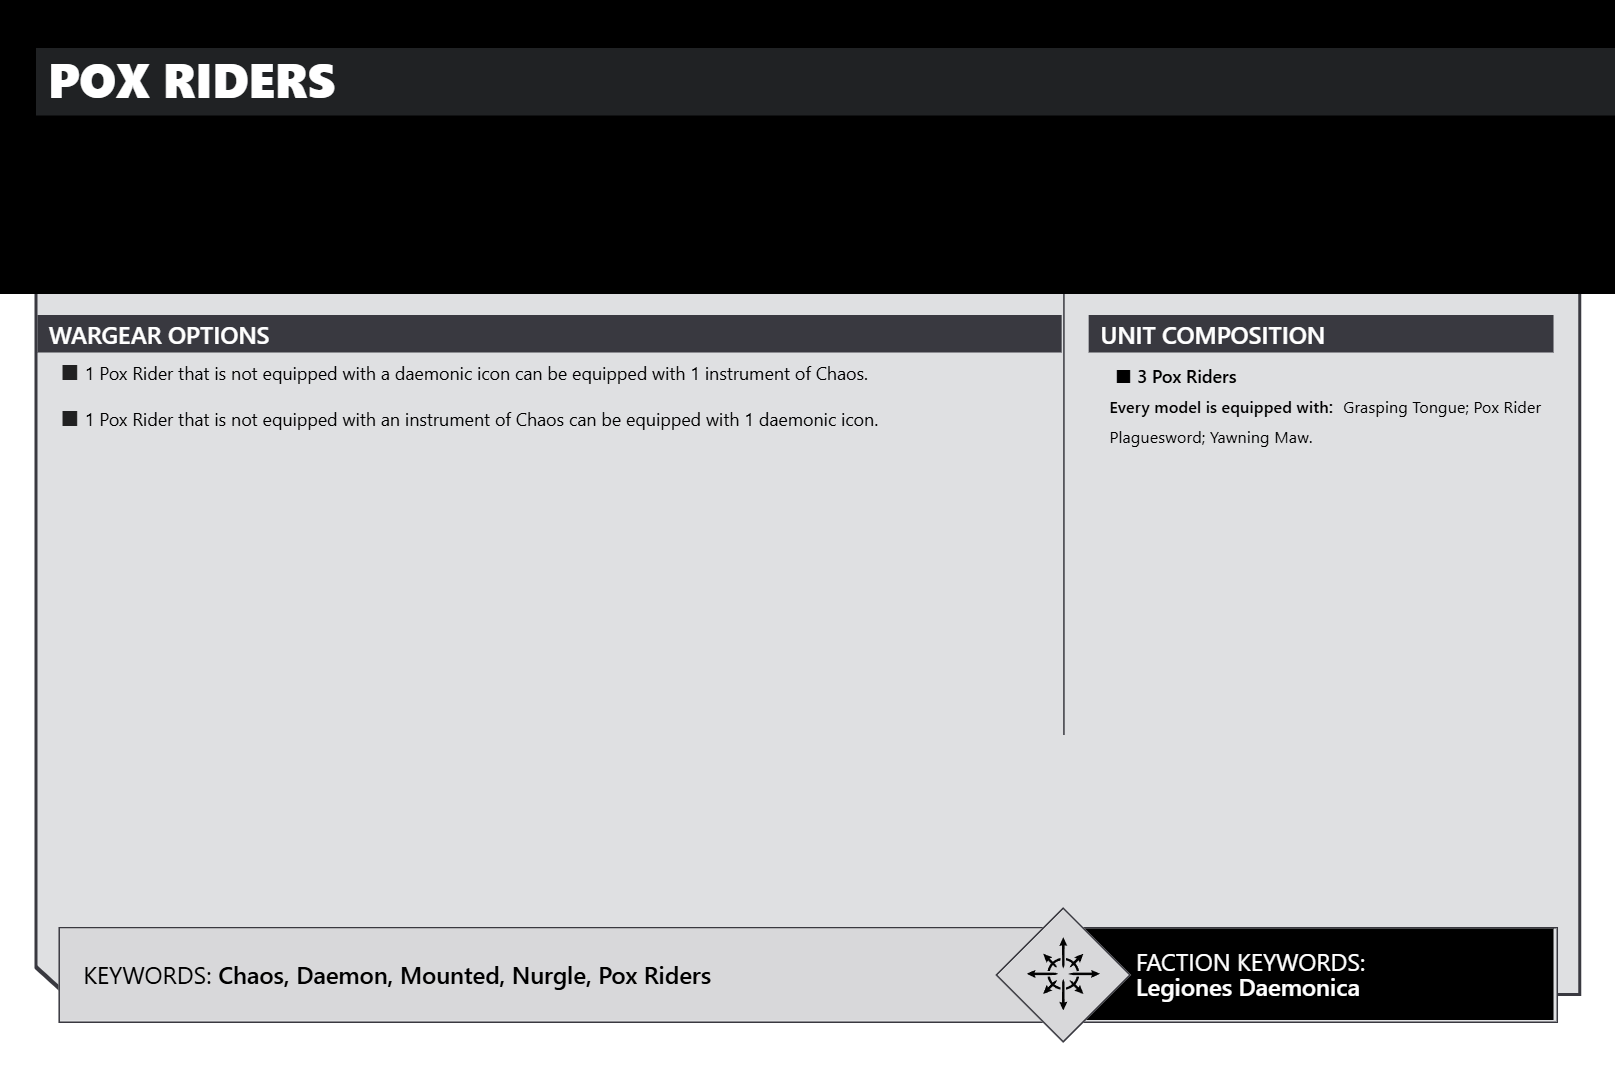 POX RIDERS
WARGEAR OPTIONS
■ 1 Pox Rider that is not equipped with a daemonic icon can be equipped with 1 instrument of Chaos.
■ 1 Pox Rider that is not equipped with an instrument of Chaos can be equipped with 1 daemonic icon.
UNIT COMPOSITION
■ 3 Pox Riders
Every model is equipped with: Grasping Tongue; Pox Rider
Plaguesword; Yawning Maw.
KEYWORDS: Chaos, Daemon, Mounted, Nurgle, Pox Riders
FACTION KEYWORDS:
Legiones Daemonica